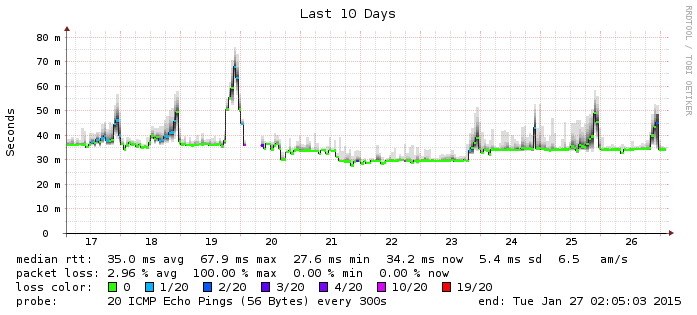 Last 10 Days
RRDTOOL / TOBI OETIKER
Seconds
80 m
70 m
60 m
50 m
40 m
30 m
20 m
10 m
0
17 18 19 20 21 22 23 24 25 26
median rtt: 35.0 ms avg 67.9 ms max 27.6 ms min 34.2 ms now 5.4 ms sd 6.5 am/s
packet loss: 2.96 % avg 100.00 % max 0.00 % min 0.00 % now
loss color: 0 1/20 2/20 3/20 4/20 10/20 19/20
probe: 20 ICMP Echo Pings (56 Bytes) every 300s end: Tue Jan 27 02:05:03 2015